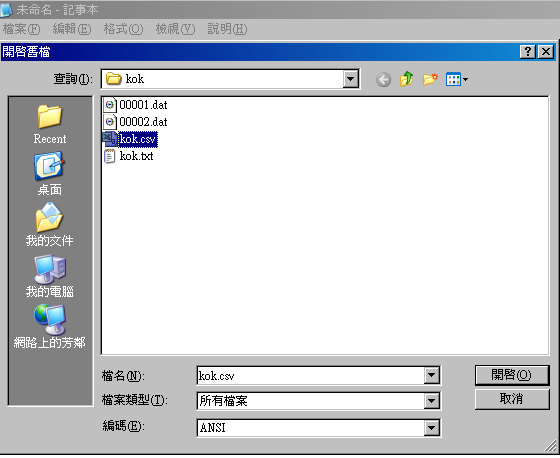 未命名 - 記事本
檔案(F) 編輯(E) 格式(O) 檢視(V) 說明(H)
開啓舊檔
查詢(I): kok
00001.dat
00002.dat
kok.csv
kok.txt
Recent
桌面
我的文件
我的電腦
網路上的芳鄰
檔名(N): kok.csv 開啓(O)
檔案類型(T): 所有檔案 取消
編碼(E): ANSI